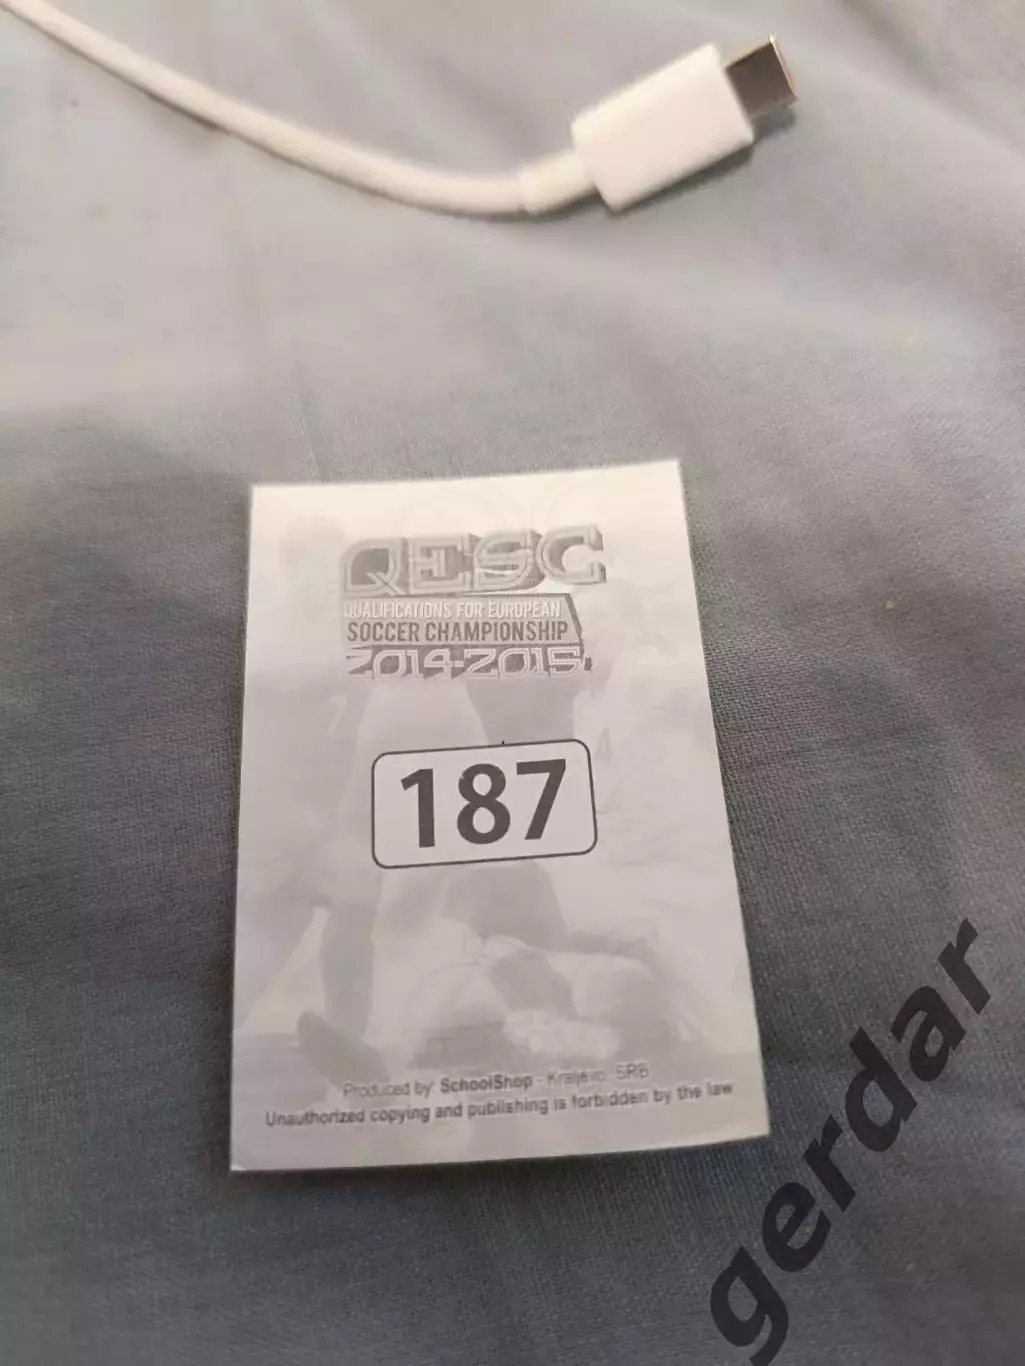 QESC
QUALIFICATIONS FOR EUROPEAN
SOCCER CHAMPIONSHIP
2014-2015
187
Produced by: SchoolShop - Kraljevo, SRB
Unauthorized copying and publishing is forbidden by the law
gerdar